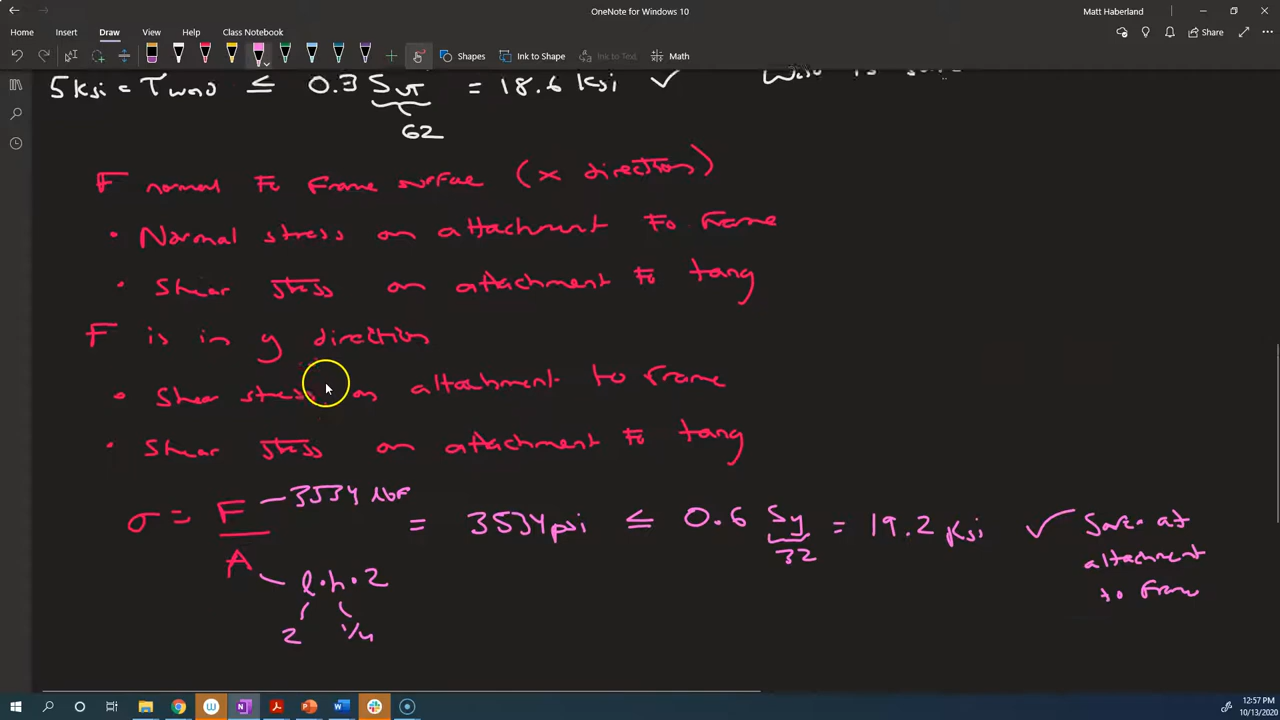 OneNote for Windows 10
Matt Haberland
Home Insert Draw View Help Class Notebook
Share
Shapes Ink to Shape Ink to Text Math
5 ksi = τ weld ≤ 0.3 Sut = 18.6 ksi ✓
62
F normal to frame surface (x direction)
• Normal stress on attachment to frame
• Shear stress on attachment to tang
F is in y direction
• Shear stress on attachment to frame
• Shear stress on attachment to tang
σ = F/A = 3534 psi ≤ 0.6 Sy = 19.2 ksi ✓ Safe at
3534 lbf
32
attachment
to frame
l·h·2
2 1/4
12:57 PM
10/13/2020